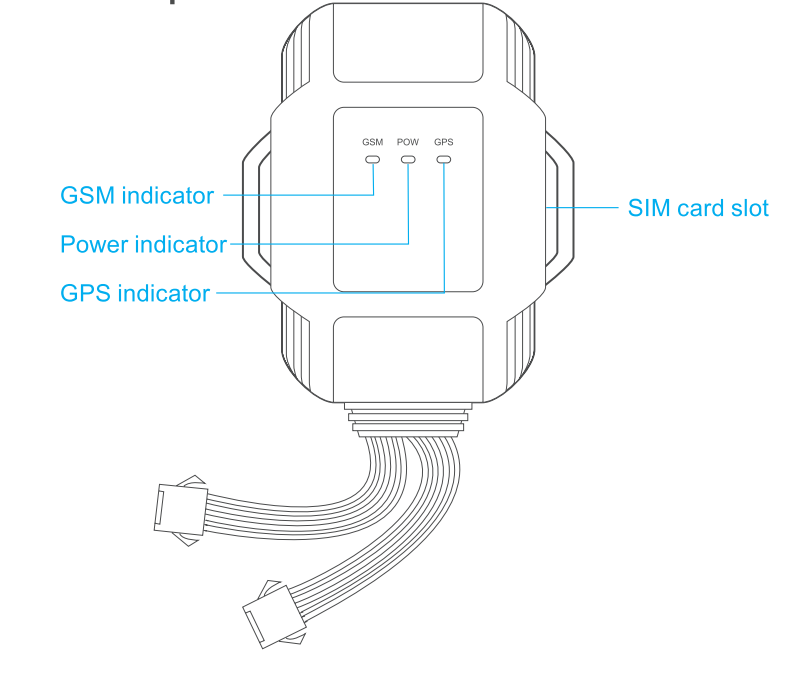 GSM POW GPS
GSM indicator
SIM card slot
Power indicator
GPS indicator